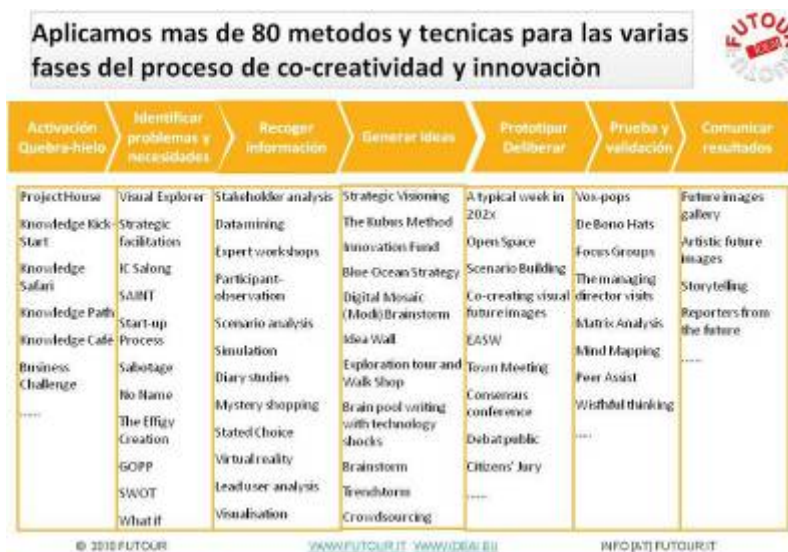 Aplicamos mas de 80 metodos y tecnicas para las varias
fases del proceso de co-creatividad y innovaciòn
FUTOUR
IDEAI
Activación
Quebra-hielo
Identificar
problemas y
necesidades
Recoger
información
Generar Ideas
Prototipar
Deliberar
Prueba y
validación
Comunicar
resultados
Project House
Knowledge Kick-
Start
Knowledge
Safari
Knowledge Path
Knowledge Café
Business
Challenge
.....
Visual Explorer
Strategic
facilitation
IC Salong
SAINT
Start-up
Process
Sabotage
No Name
The Effigy
Creation
GOPP
SWOT
What if
Stakeholder analysis
Data mining
Expert workshops
Participant-
observation
Scenario analysis
Simulation
Diary studies
Mystery shopping
Stated Choice
Virtual reality
Lead user analysis
Visualisation
Strategic Visioning
The Kubus Method
Innovation Fund
Blue Ocean Strategy
Digital Mosaic
(Mock) Brainstorm
Idea Wall
Exploration tour and
Walk Shop
Brain pool writing
with technology
shocks
Brainstorm
Trendstorm
Crowdsourcing
A typical week in
202x
Open Space
Scenario Building
Co-creating visual
future images
EASW
Town Meeting
Consensus
conference
Debat public
Citizens' Jury
.....
Vox-pops
De Bono Hats
Focus Groups
The managing
director visits
Matrix Analysis
Mind Mapping
Peer Assist
Wisthful thinking
....
Future images
gallery
Artistic future
images
Storytelling
Reporters from
the future
.....
© 2010 FUTOUR
WWW.FUTOUR.IT WWW.IDEAI.EU
INFO[AT] FUTOUR.IT